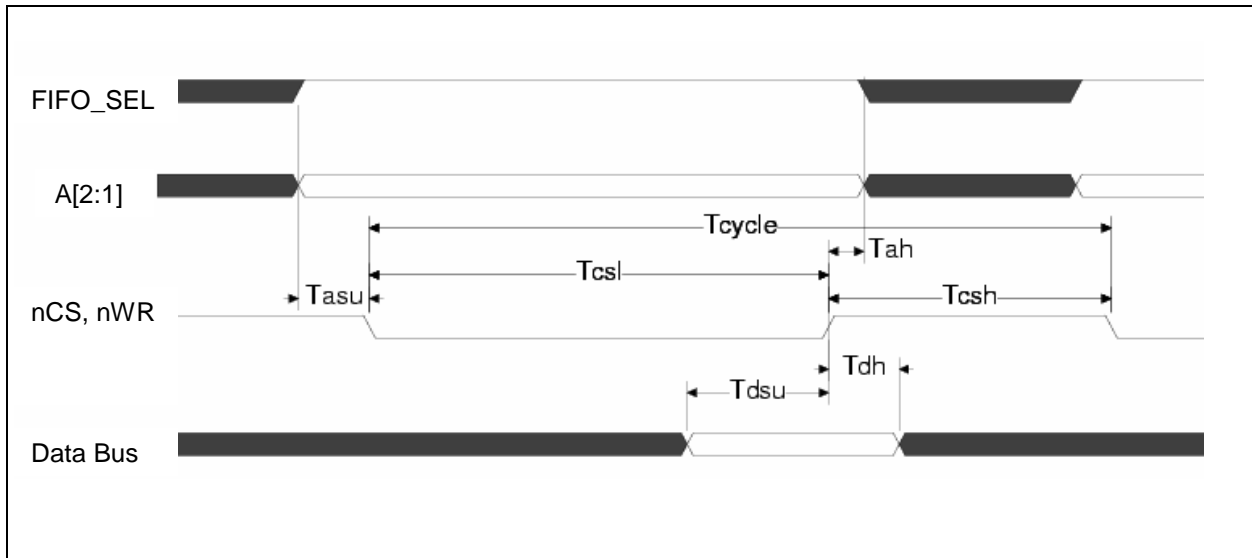 FIFO_SEL
A[2:1]
Tcycle
Tah
Tcsl
Tasu
Tcsh
nCS, nWR
Tdh
Tdsu
Data Bus